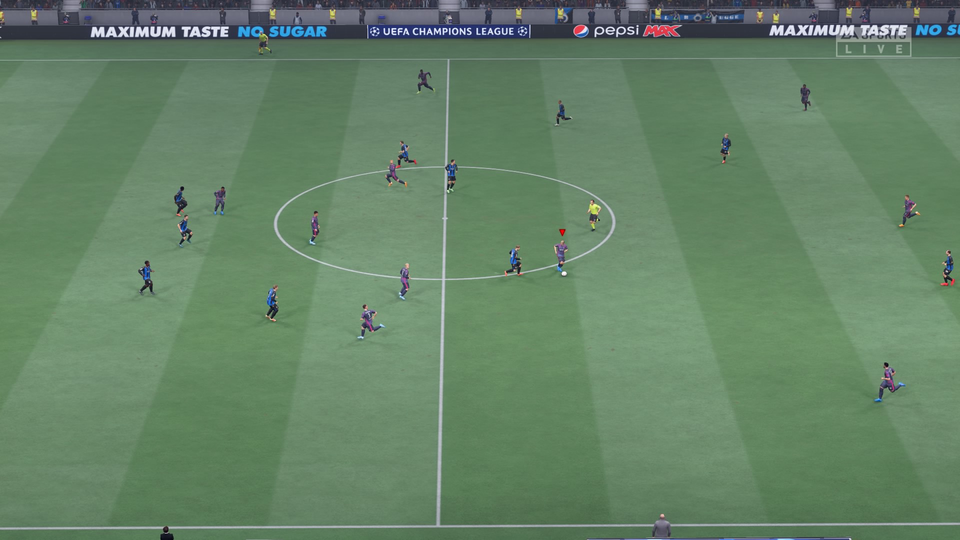 MAXIMUM TASTE NO SUGAR
UEFA CHAMPIONS LEAGUE
pepsi MAX
MAXIMUM TASTE NO SU
LIVE